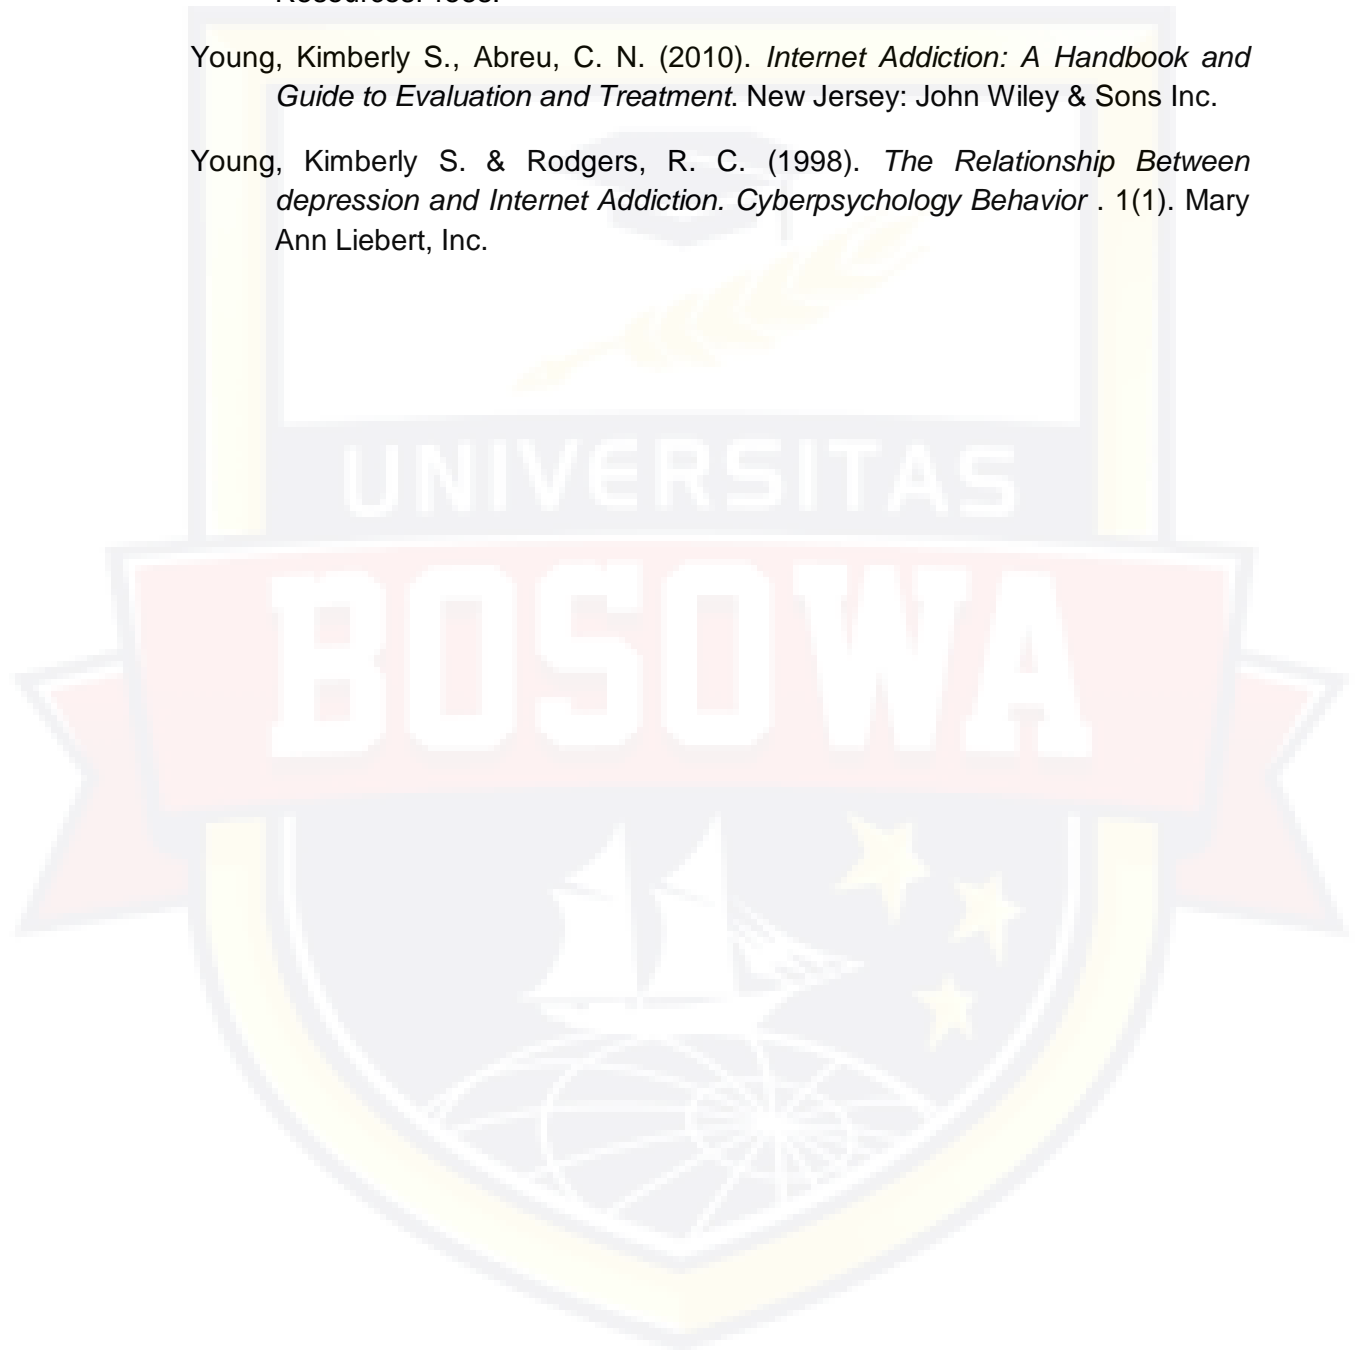 Young, Kimberly S., Abreu, C. N. (2010). Internet Addiction: A Handbook and
Guide to Evaluation and Treatment. New Jersey: John Wiley & Sons Inc.
Young, Kimberly S. & Rodgers, R. C. (1998). The Relationship Between
depression and Internet Addiction. Cyberpsychology Behavior . 1(1). Mary
Ann Liebert, Inc.
UNIVERSITAS
BOSOWA